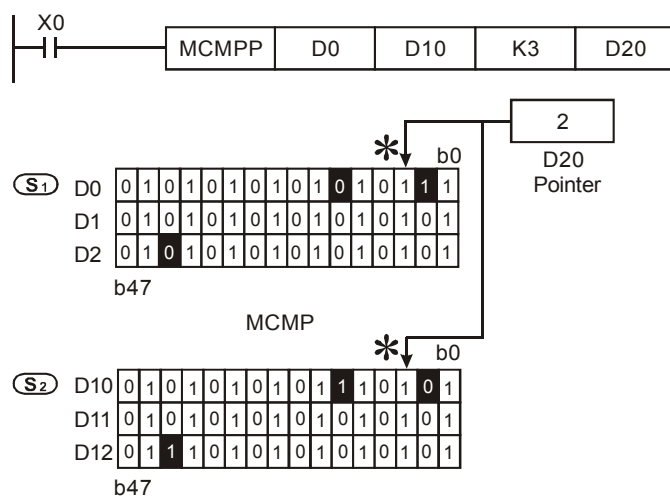 X0
MCMPP D0 D10 K3 D20
2
D20
Pointer
* b0
S1 D0 0 1 0 1 0 1 0 1 0 1 0 1 0 1 1 1
D1 0 1 0 1 0 1 0 1 0 1 0 1 0 1 0 1
D2 0 1 0 1 0 1 0 1 0 1 0 1 0 1 0 1
b47
MCMP
* b0
S2 D10 0 1 0 1 0 1 0 1 0 1 1 1 0 1 0 1
D11 0 1 0 1 0 1 0 1 0 1 0 1 0 1 0 1
D12 0 1 1 1 0 1 0 1 0 1 0 1 0 1 0 1
b47